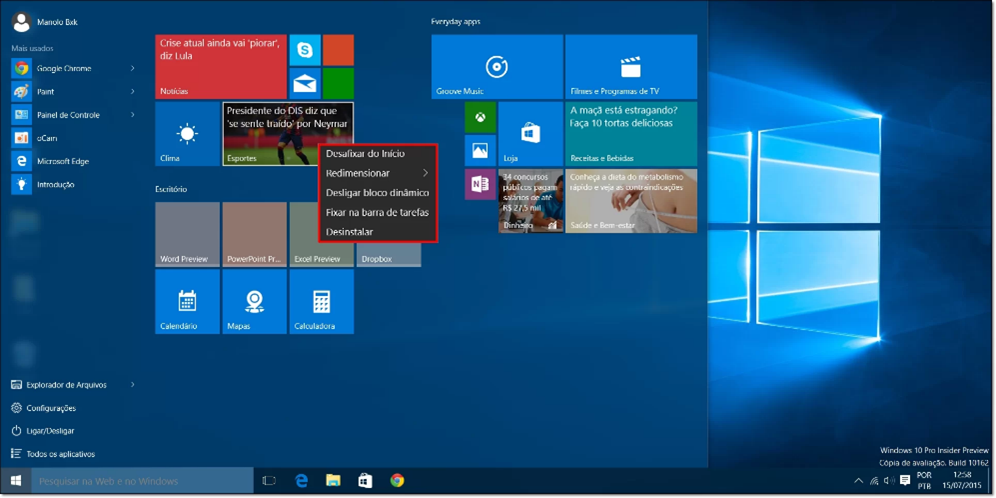 Manolo Bxk
Mais usados
Google Chrome
Paint
Painel de Controle
oCam
Microsoft Edge
Introdução
Explorador de Arquivos
Configurações
Ligar/Desligar
Todos os aplicativos
Crise atual ainda vai 'piorar',
diz Lula
Notícias
Clima
Presidente do DIS diz que
'se sente traído' por Neymar
Esportes
Desafixar do Início
Redimensionar
Desligar bloco dinâmico
Fixar na barra de tarefas
Desinstalar
Escritório
Word Preview
PowerPoint Pr...
Excel Preview
Dropbox
Calendário
Mapas
Calculadora
Everyday apps
Groove Music
Filmes e Programas de TV
Loja
A maçã está estragando?
Faça 10 tortas deliciosas
Receitas e Bebidas
34 concursos
públicos pagam
salários de até
R$ 27,5 mil
Dinheiro
Conheça a dieta do metabolismo
rápido e veja as contraindicações
Saúde e Bem-estar
Windows 10 Pro Insider Preview
Cópia de avaliação. Build 10162
Pesquisar na Web e no Windows
POR
PTB
12:58
15/07/2015